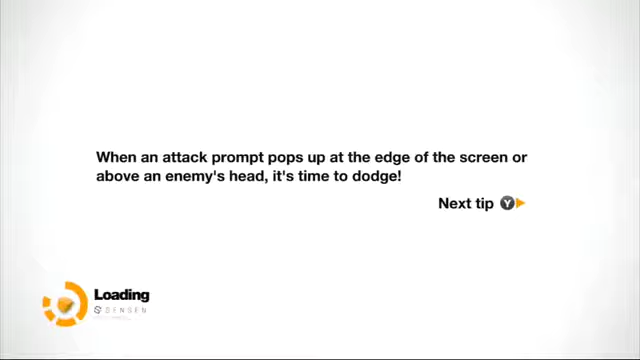 When an attack prompt pops up at the edge of the screen or
above an enemy's head, it's time to dodge!
Next tip Y
Loading
SENSEN